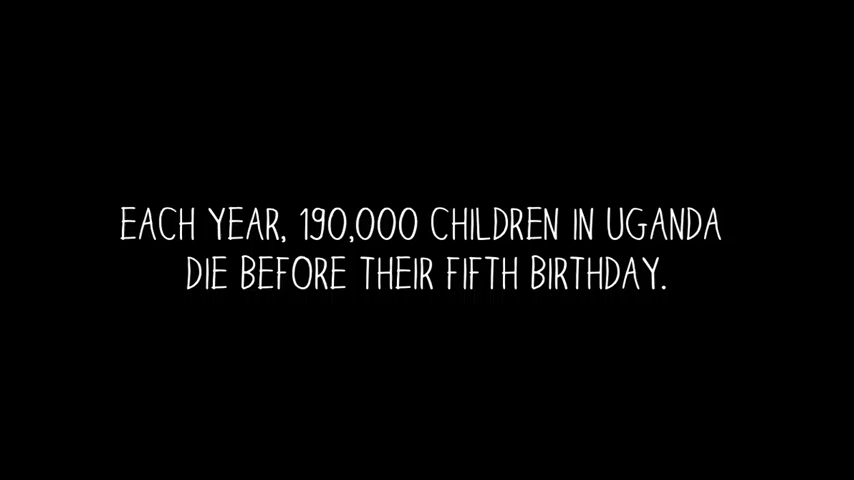 EACH YEAR, 190,000 CHILDREN IN UGANDA
DIE BEFORE THEIR FIFTH BIRTHDAY.